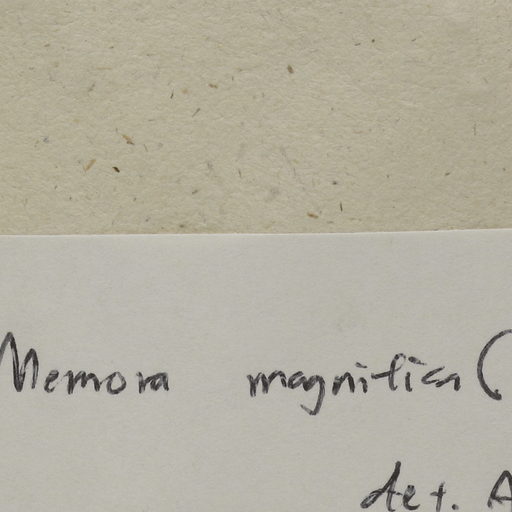 Memora magnifica (
det. A